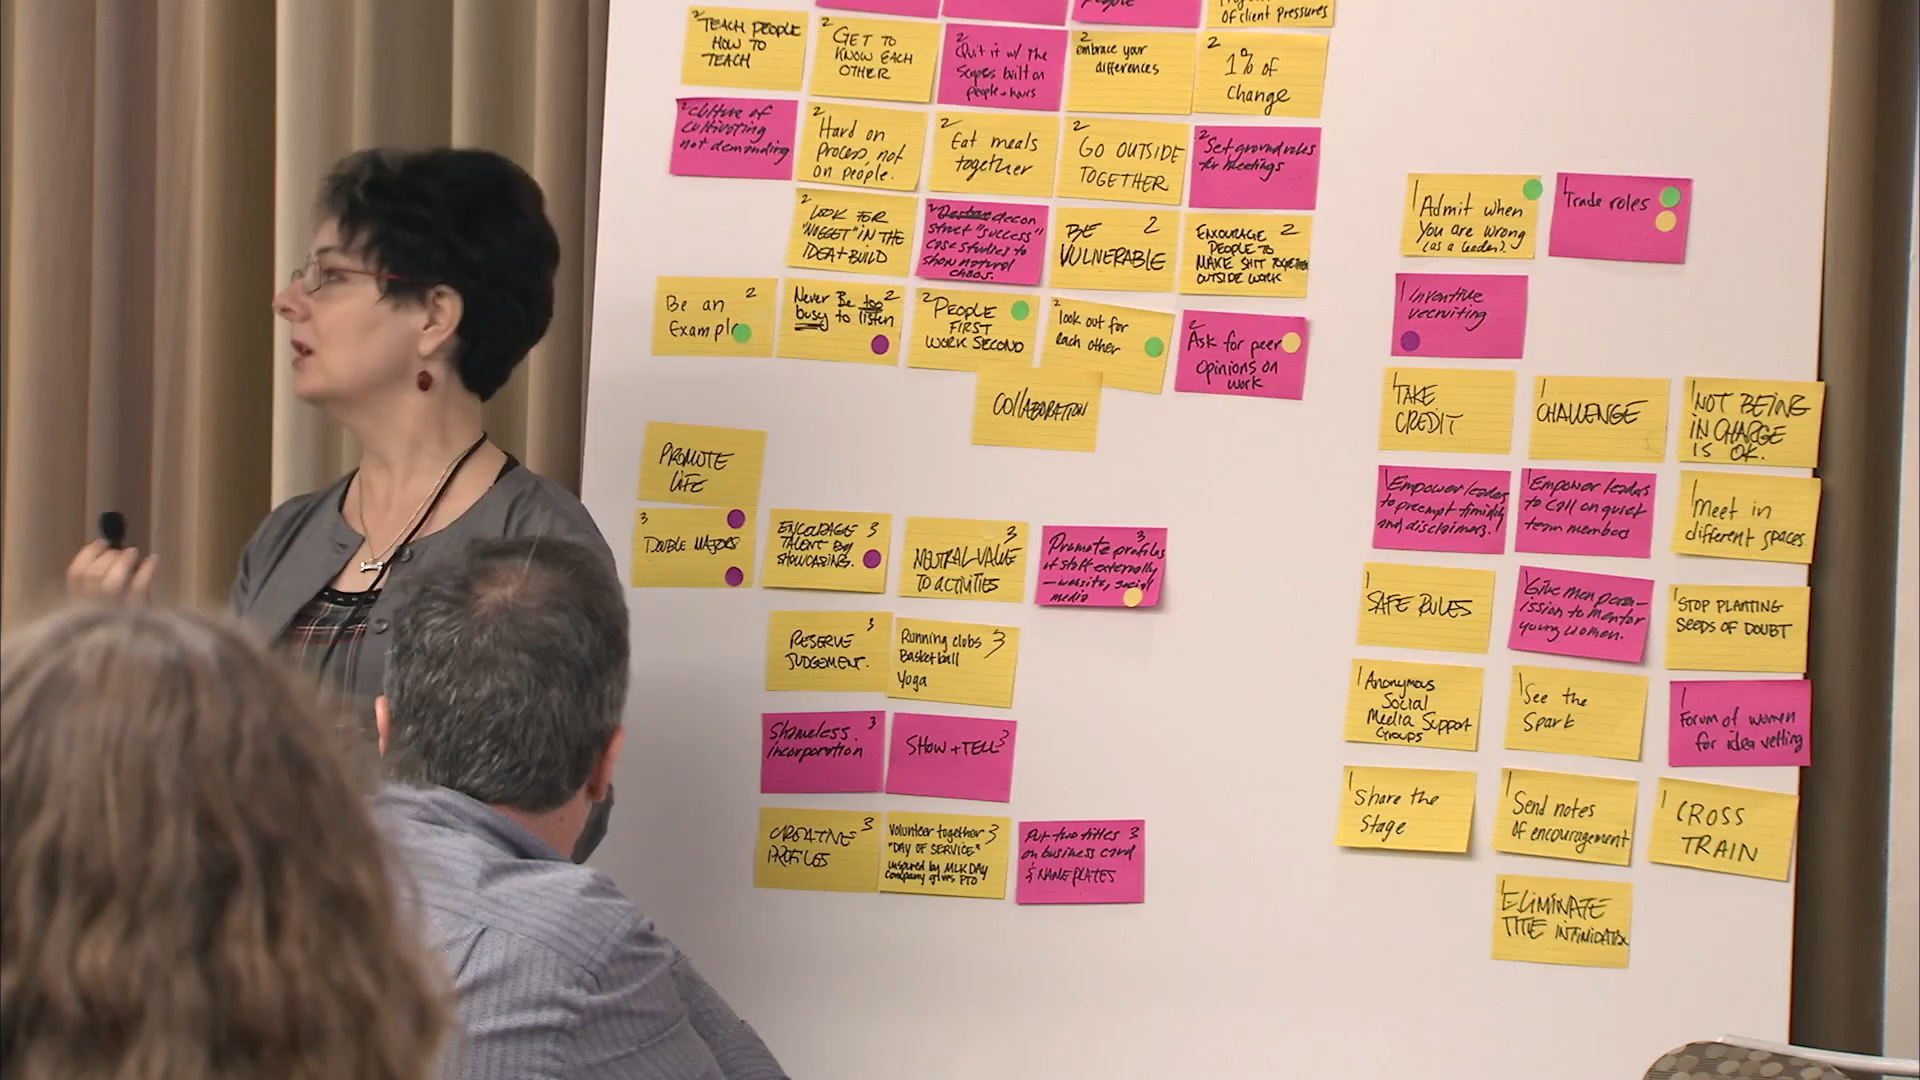 people
of client pressures
2
TEACH PEOPLE
HOW TO
TEACH
2
GET TO
KNOW EACH
OTHER
2
Quit it w/ the
scopes built on
people + hours
2
embrace your
differences
2
1% of
Change
2
culture of
cultivating
not demanding
2
Hard on
process, not
on people.
2
Eat meals
together
2
GO OUTSIDE
TOGETHER
2
Set ground rules
for meetings
2
LOOK FOR
"NUGGET" IN THE
IDEA + BUILD
2
decon
struct "success"
case studies to
show natural
chaos.
2
BE
VULNERABLE
2
ENCOURAGE
PEOPLE TO
MAKE SHIT TOGETHER
OUTSIDE WORK
2
Be an
Example
2
Never Be too
busy to listen
2
PEOPLE
FIRST
WORK SECOND
2
look out for
each other
2
Ask for peer
opinions on
work
COllABORATION
PROMOTE
LIFE
3
DOUBLE MAJORS
3
ENCOURAGE
TALENT BY
SHOWCASING.
3
NEUTRAL VALUE
TO ACTIVITIES
3
Promote profiles
of staff externally
— website, social
media
3
RESERVE
JUDGEMENT.
3
Running clubs
Basketball
Yoga
3
Shameless
incorporation
3
SHOW + TELL
3
CREATIVE
PROFILES
3
Volunteer together
"DAY OF SERVICE"
inspired by MLK DAY
Company gives PTO
3
Put two titles
on business card
& NAMEPLATES
1
Admit when
You are wrong
(as a leader).
1
Trade roles
1
Inventive
recruiting
1
TAKE
CREDIT
1
CHALLENGE
1
NOT BEING
IN CHARGE
IS OK.
1
Empower leaders
to preempt timidity
and disclaimers.
1
Empower leaders
to call on quiet
team members
1
Meet in
different spaces
1
SAFE RULES
1
Give men perm-
ission to mentor
young women.
1
STOP PLANTING
SEEDS OF DOUBT
1
Anonymous
Social
Media Support
Groups
1
See the
Spark
1
Forum of women
for idea vetting
1
Share the
Stage
1
Send notes
of encouragement
1
CROSS
TRAIN
1
ELIMINATE
TITLE INTIMIDATION